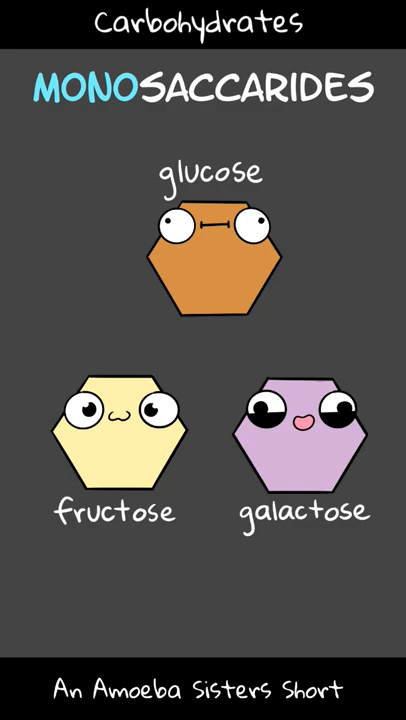 Carbohydrates
MONOSACCARIDES
glucose
fructose
galactose
An Amoeba Sisters Short